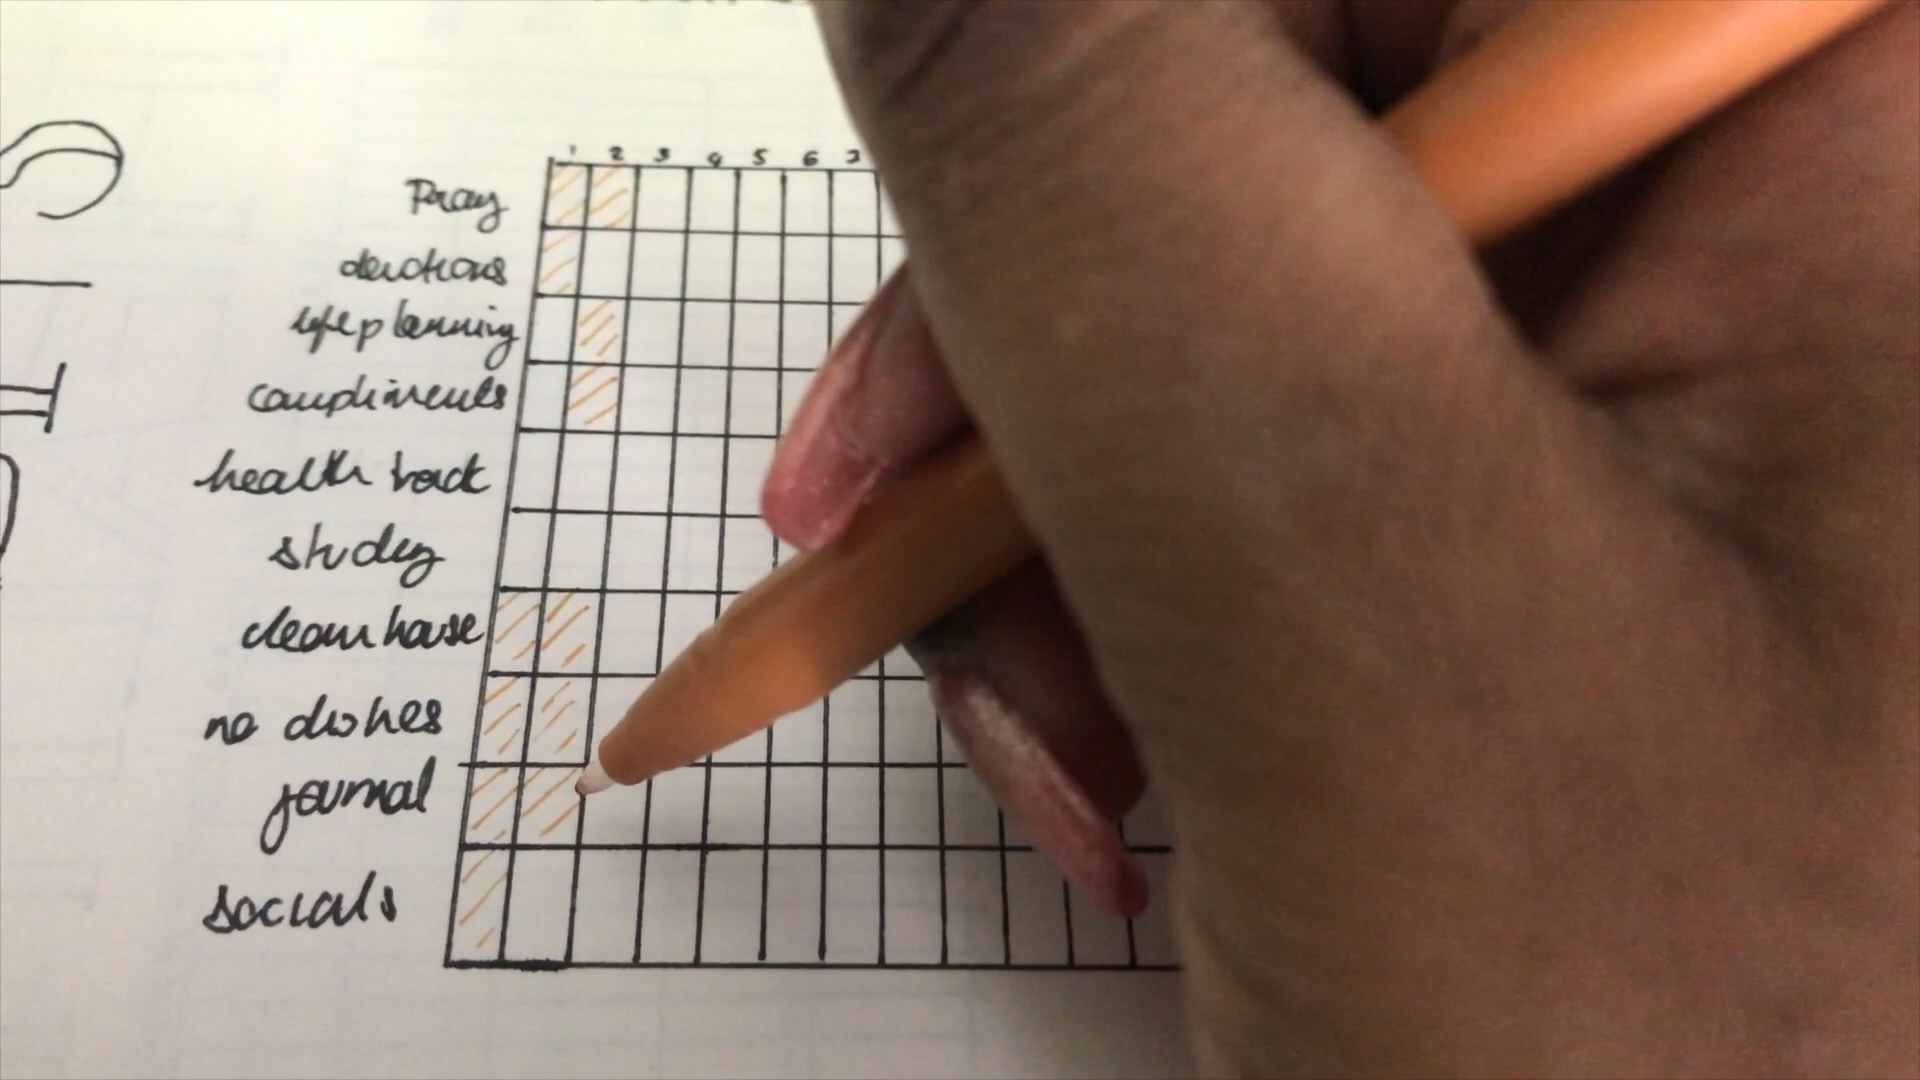 1 2 3 4 5 6 7
Pray
devotions
life planning
compliments
health track
study
clean house
no dishes
journal
socials